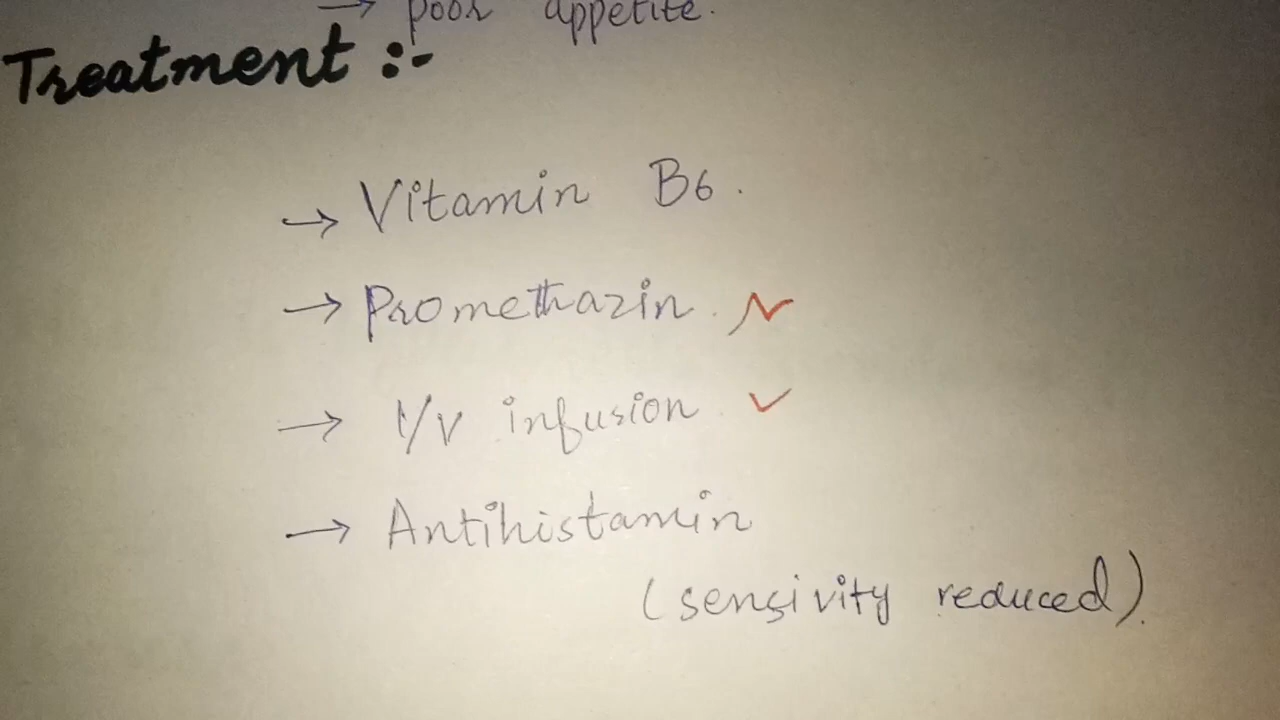 → poor appetite.
Treatment :-
→ Vitamin B6.
→ Promethazin.
→ I/V infusion.
→ Antihistamin
(sensivity reduced).